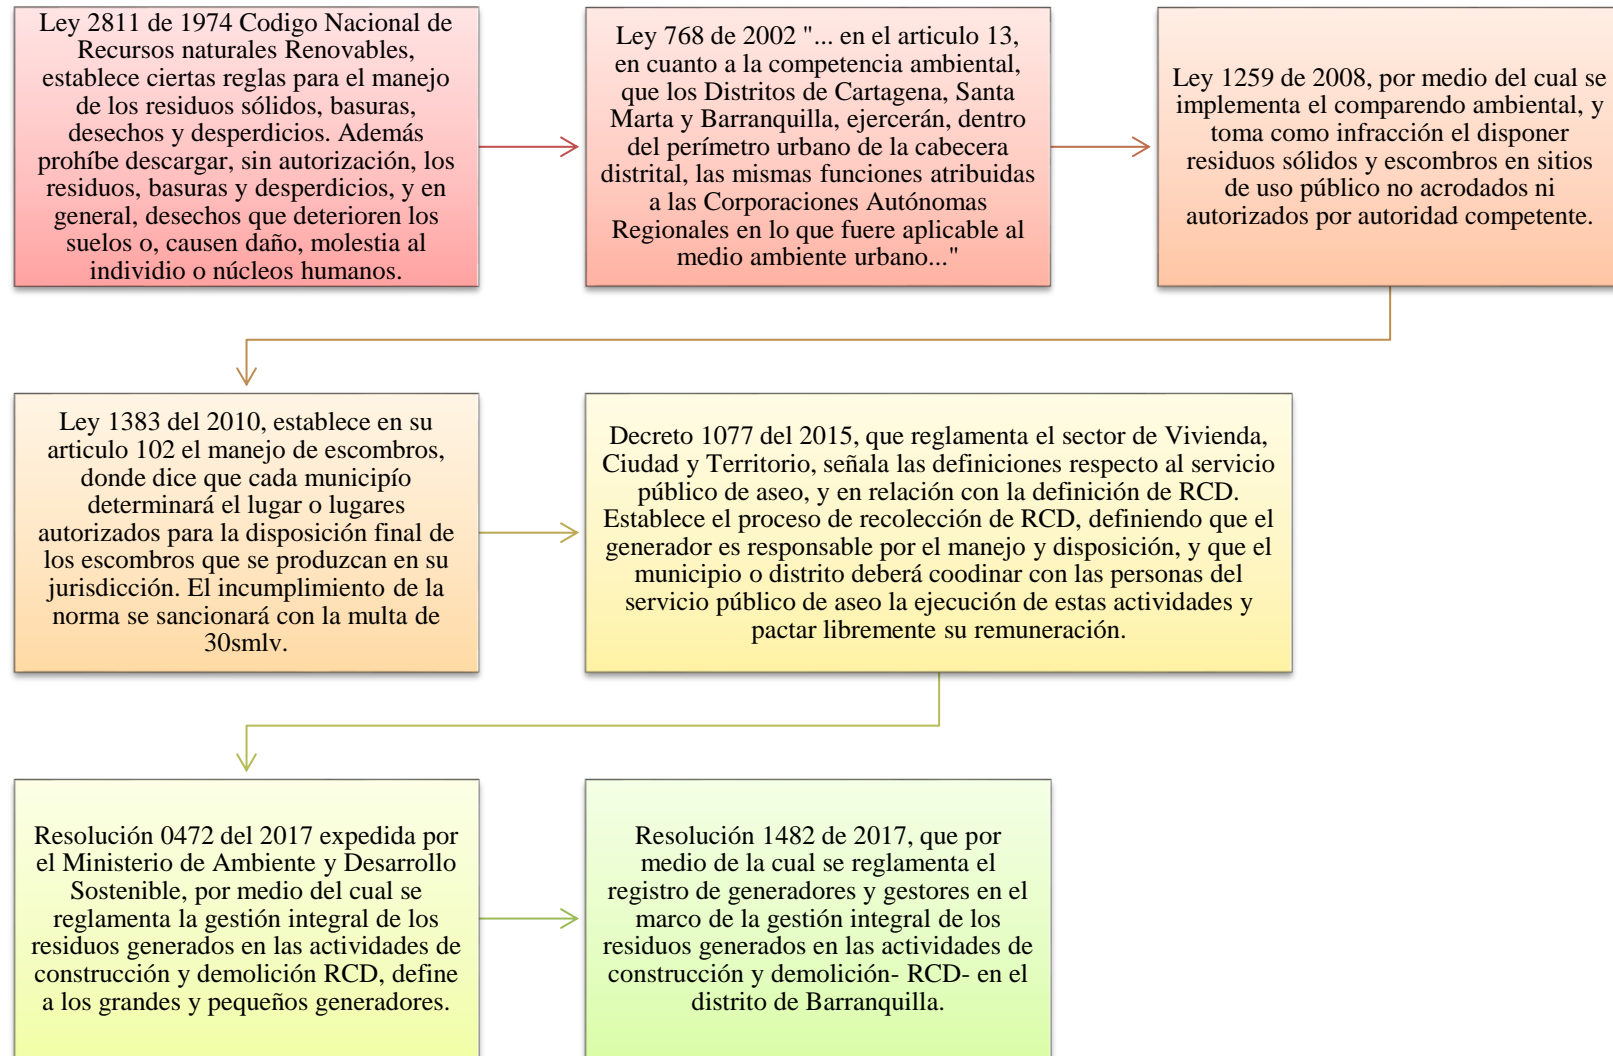 Ley 2811 de 1974 Codigo Nacional de
Recursos naturales Renovables,
establece ciertas reglas para el manejo
de los residuos sólidos, basuras,
desechos y desperdicios. Además
prohíbe descargar, sin autorización, los
residuos, basuras y desperdicios, y en
general, desechos que deterioren los
suelos o, causen daño, molestia al
individio o núcleos humanos.
Ley 768 de 2002 "... en el articulo 13,
en cuanto a la competencia ambiental,
que los Distritos de Cartagena, Santa
Marta y Barranquilla, ejercerán, dentro
del perímetro urbano de la cabecera
distrital, las mismas funciones atribuidas
a las Corporaciones Autónomas
Regionales en lo que fuere aplicable al
medio ambiente urbano..."
Ley 1259 de 2008, por medio del cual se
implementa el comparendo ambiental, y
toma como infracción el disponer
residuos sólidos y escombros en sitios
de uso público no acrodados ni
autorizados por autoridad competente.
Ley 1383 del 2010, establece en su
articulo 102 el manejo de escombros,
donde dice que cada municipío
determinará el lugar o lugares
autorizados para la disposición final de
los escombros que se produzcan en su
jurisdicción. El incumplimiento de la
norma se sancionará con la multa de
30smlv.
Decreto 1077 del 2015, que reglamenta el sector de Vivienda,
Ciudad y Territorio, señala las definiciones respecto al servicio
público de aseo, y en relación con la definición de RCD.
Establece el proceso de recolección de RCD, definiendo que el
generador es responsable por el manejo y disposición, y que el
municipio o distrito deberá coodinar con las personas del
servicio público de aseo la ejecución de estas actividades y
pactar libremente su remuneración.
Resolución 0472 del 2017 expedida por
el Ministerio de Ambiente y Desarrollo
Sostenible, por medio del cual se
reglamenta la gestión integral de los
residuos generados en las actividades de
construcción y demolición RCD, define
a los grandes y pequeños generadores.
Resolución 1482 de 2017, que por
medio de la cual se reglamenta el
registro de generadores y gestores en el
marco de la gestión integral de los
residuos generados en las actividades de
construcción y demolición- RCD- en el
distrito de Barranquilla.